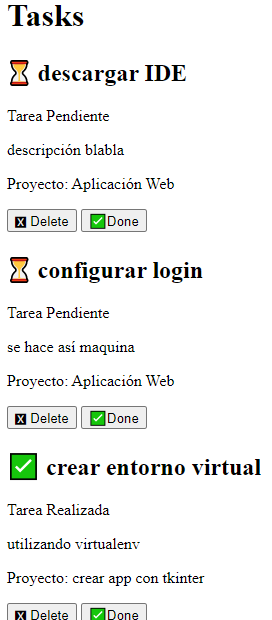 Tasks
⏳ descargar IDE
Tarea Pendiente
descripción blabla
Proyecto: Aplicación Web
🆇 Delete ✅Done
⏳ configurar login
Tarea Pendiente
se hace así maquina
Proyecto: Aplicación Web
🆇 Delete ✅Done
✅ crear entorno virtual
Tarea Realizada
utilizando virtualenv
Proyecto: crear app con tkinter
🆇 Delete ✅Done